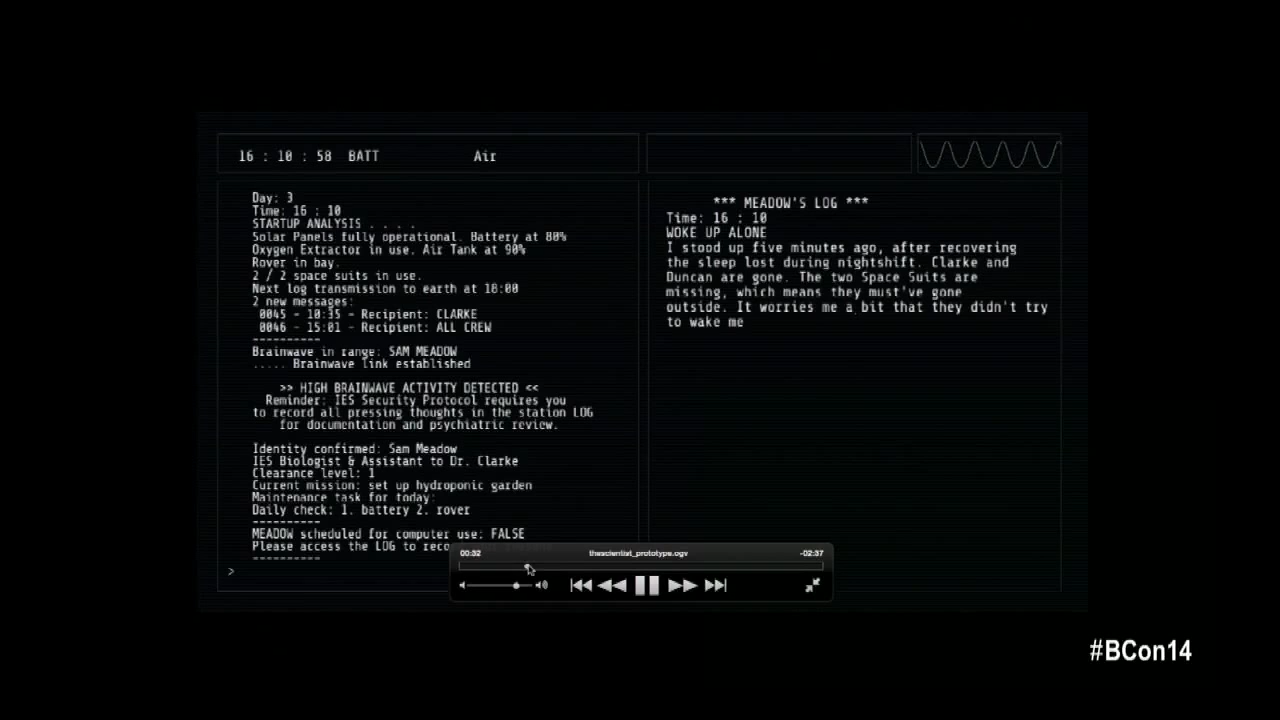 16 : 10 : 58 BATT Air
Day: 3
Time: 16 : 10
STARTUP ANALYSIS . . . .
Solar Panels fully operational. Battery at 80%
Oxygen Extractor in use. Air Tank at 90%
Rover in bay.
2 / 2 space suits in use.
Next log transmission to earth at 18:00
2 new messages:
0045 - 10:35 - Recipient: CLARKE
0046 - 15:01 - Recipient: ALL CREW
----------
Brainwave in range: SAM MEADOW
..... Brainwave link established
>> HIGH BRAINWAVE ACTIVITY DETECTED <<
Reminder: IES Security Protocol requires you
to record all pressing thoughts in the station LOG
for documentation and psychiatric review.
Identity confirmed: Sam Meadow
IES Biologist & Assistant to Dr. Clarke
Clearance level: 1
Current mission: set up hydroponic garden
Maintenance task for today:
Daily check: 1. battery 2. rover
----------
MEADOW scheduled for computer use: FALSE
Please access the LOG to reco
----------
>
*** MEADOW'S LOG ***
Time: 16 : 10
WOKE UP ALONE
I stood up five minutes ago, after recovering
the sleep lost during nightshift. Clarke and
Duncan are gone. The two Space Suits are
missing, which means they must've gone
outside. It worries me a bit that they didn't try
to wake me
00:32 thescientist_prototype.ogv -02:37
#BCon14